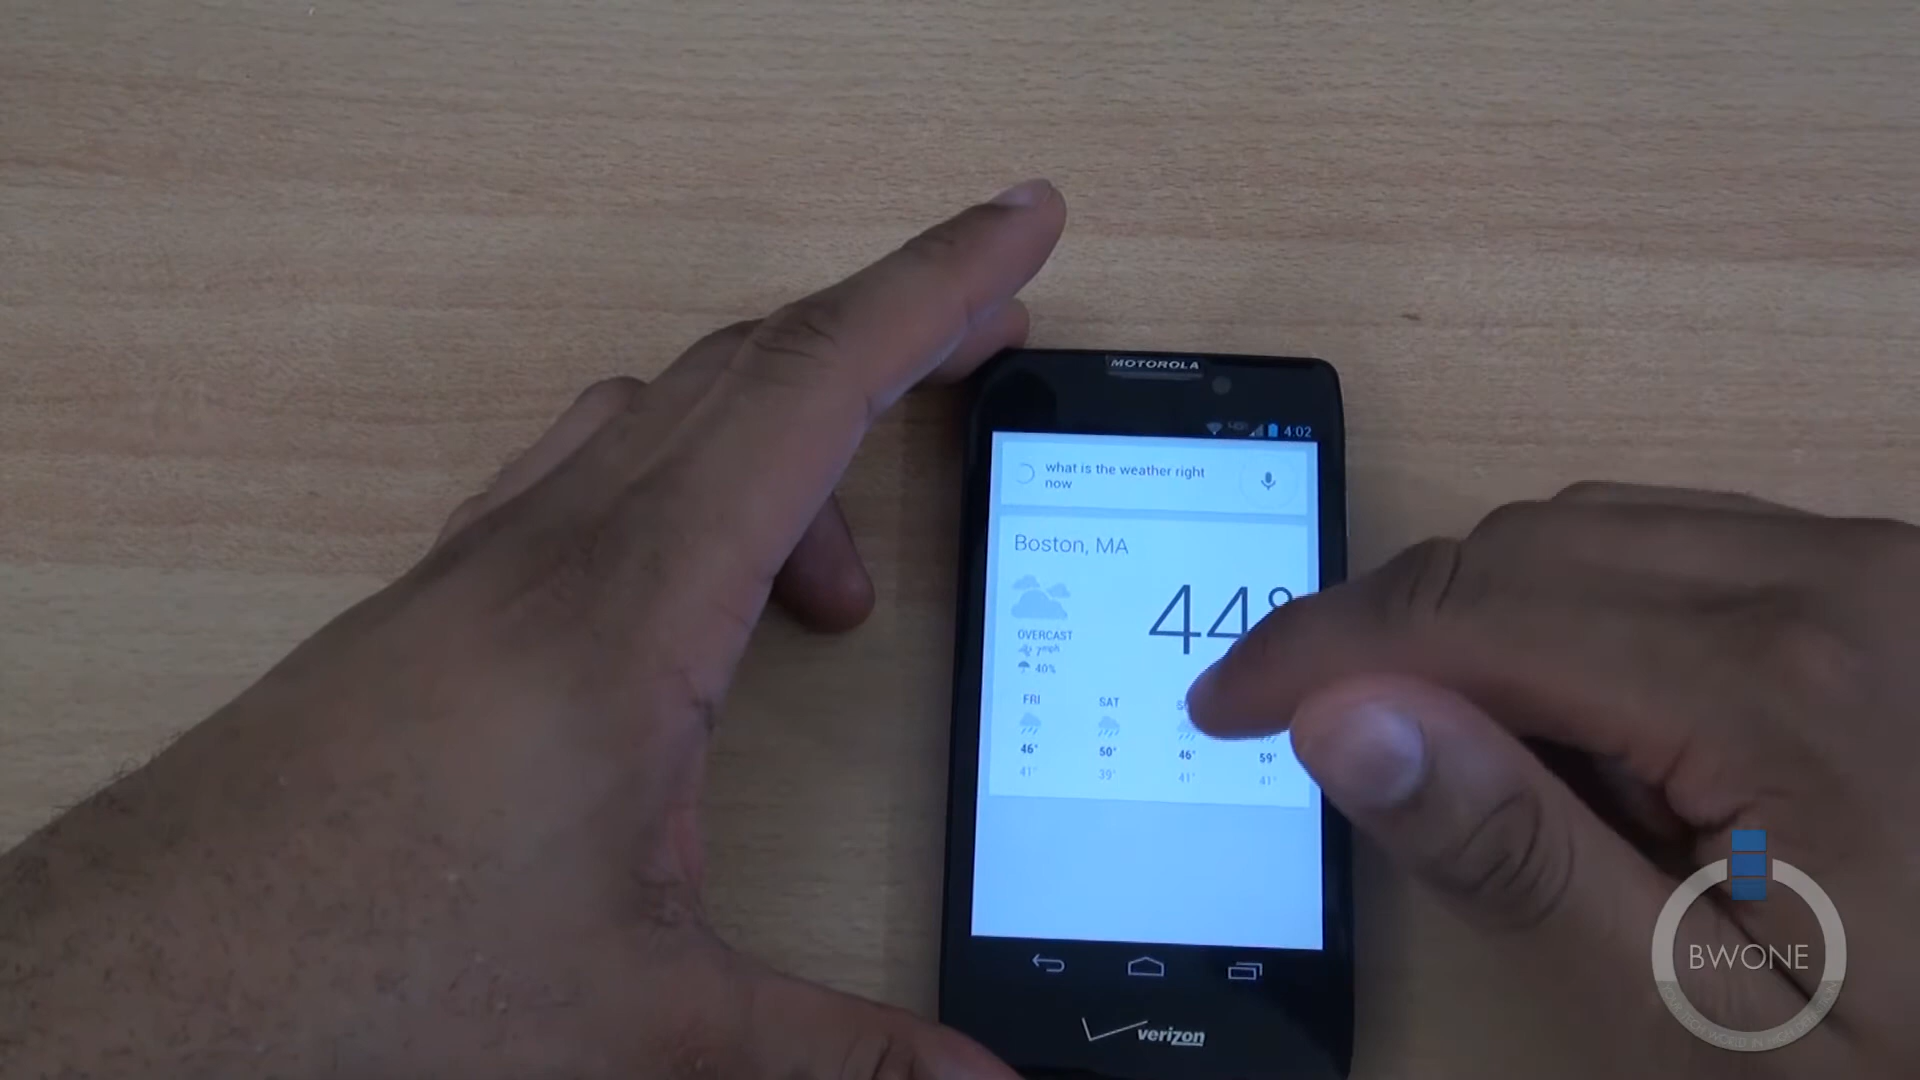 MOTOROLA
4:02
what is the weather right
now
Boston, MA
44°
OVERCAST
7mph
40%
FRI SAT
46° 50° 46° 59°
41° 39° 41° 41°
verizon
BWONE